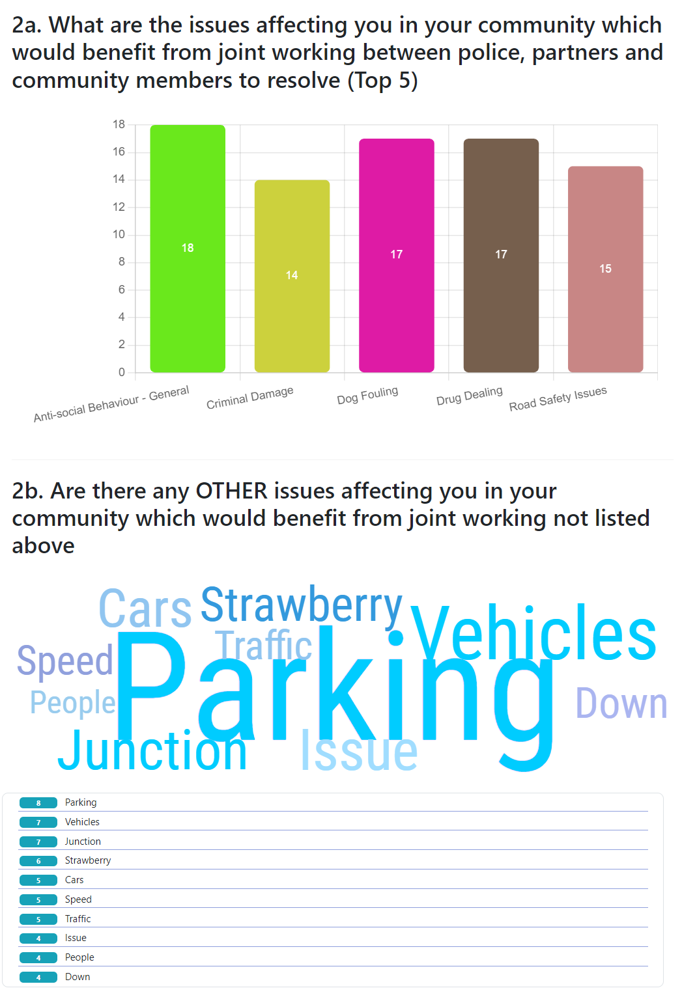 2a. What are the issues affecting you in your community which
would benefit from joint working between police, partners and
community members to resolve (Top 5)
18
16
14
12
10
8
6
4
2
0
18
14
17
17
15
Anti-social Behaviour - General
Criminal Damage
Dog Fouling
Drug Dealing
Road Safety Issues
2b. Are there any OTHER issues affecting you in your
community which would benefit from joint working not listed
above
Cars
Strawberry
Vehicles
Traffic
Speed
Parking
People
Down
Junction
Issue
8 Parking
7 Vehicles
7 Junction
6 Strawberry
5 Cars
5 Speed
5 Traffic
4 Issue
4 People
4 Down